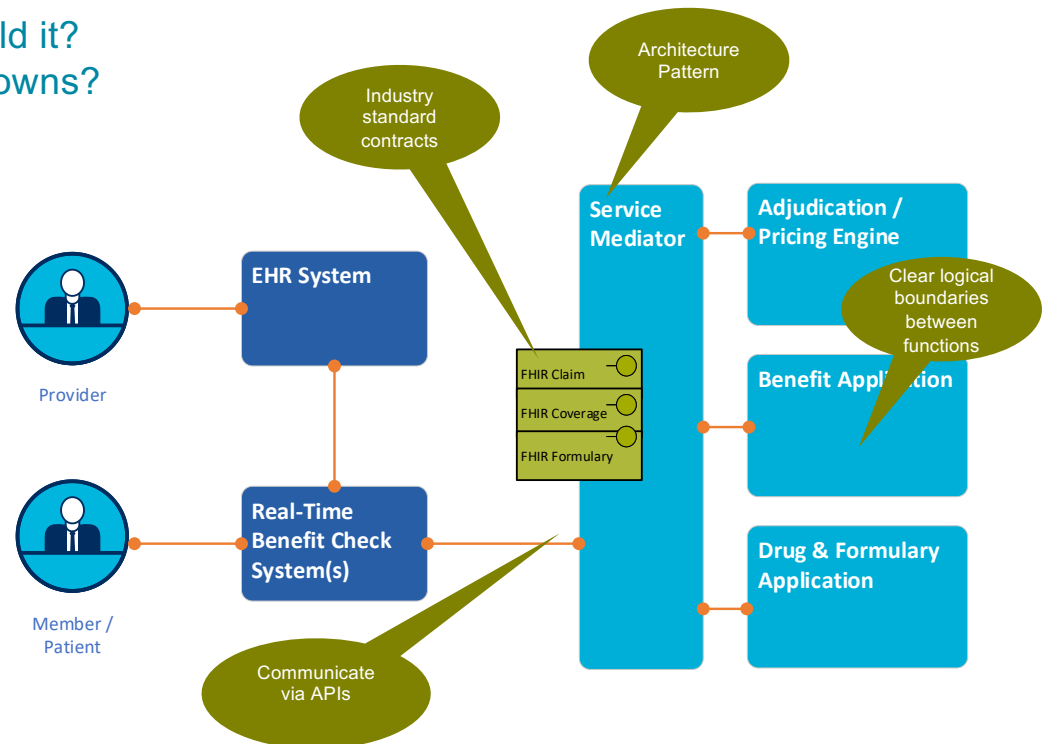 ld it?
owns?
Architecture
Pattern
Industry
standard
contracts
Service
Mediator
Adjudication /
Pricing Engine
EHR System
Clear logical
boundaries
between
functions
Provider
FHIR Claim
FHIR Coverage
FHIR Formulary
Benefit Appl tion
Real-Time
Benefit Check
System(s)
Drug & Formulary
Application
Member /
Patient
Communicate
via APIs